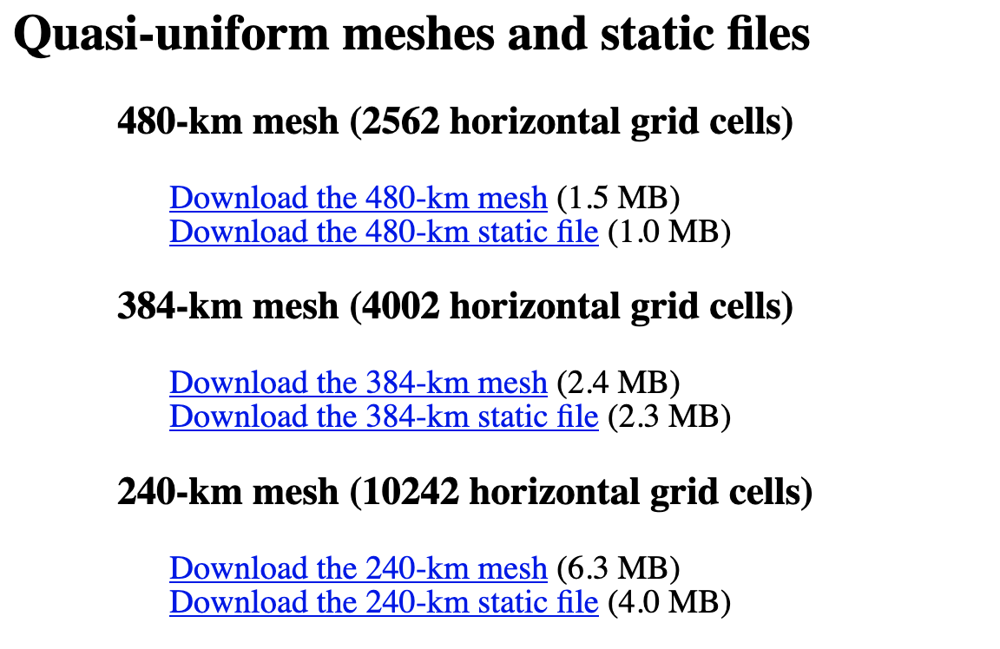 Quasi-uniform meshes and static files
480-km mesh (2562 horizontal grid cells)
Download the 480-km mesh (1.5 MB)
Download the 480-km static file (1.0 MB)
384-km mesh (4002 horizontal grid cells)
Download the 384-km mesh (2.4 MB)
Download the 384-km static file (2.3 MB)
240-km mesh (10242 horizontal grid cells)
Download the 240-km mesh (6.3 MB)
Download the 240-km static file (4.0 MB)